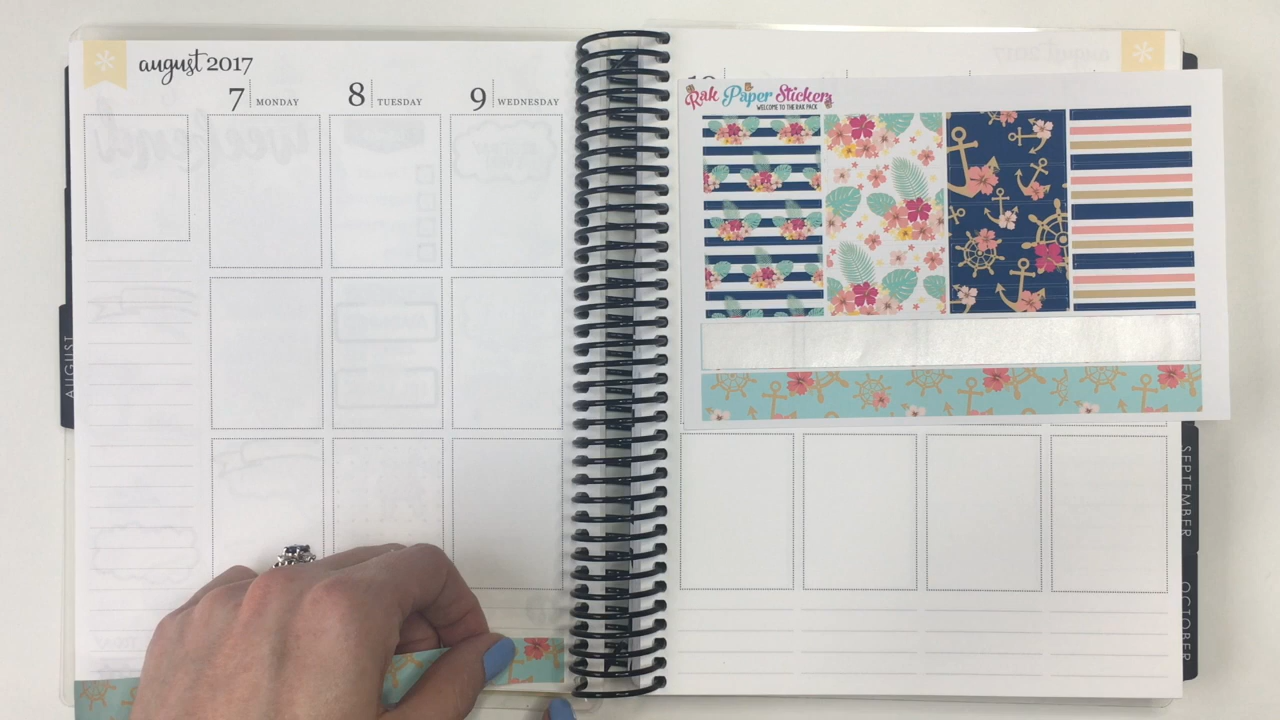 august 2017
7 MONDAY
8 TUESDAY
9 WEDNESDAY
Rak Paper Stickers
WELCOME TO THE RAK PACK
AUGUST
SEPTEMBER
OCTOBER